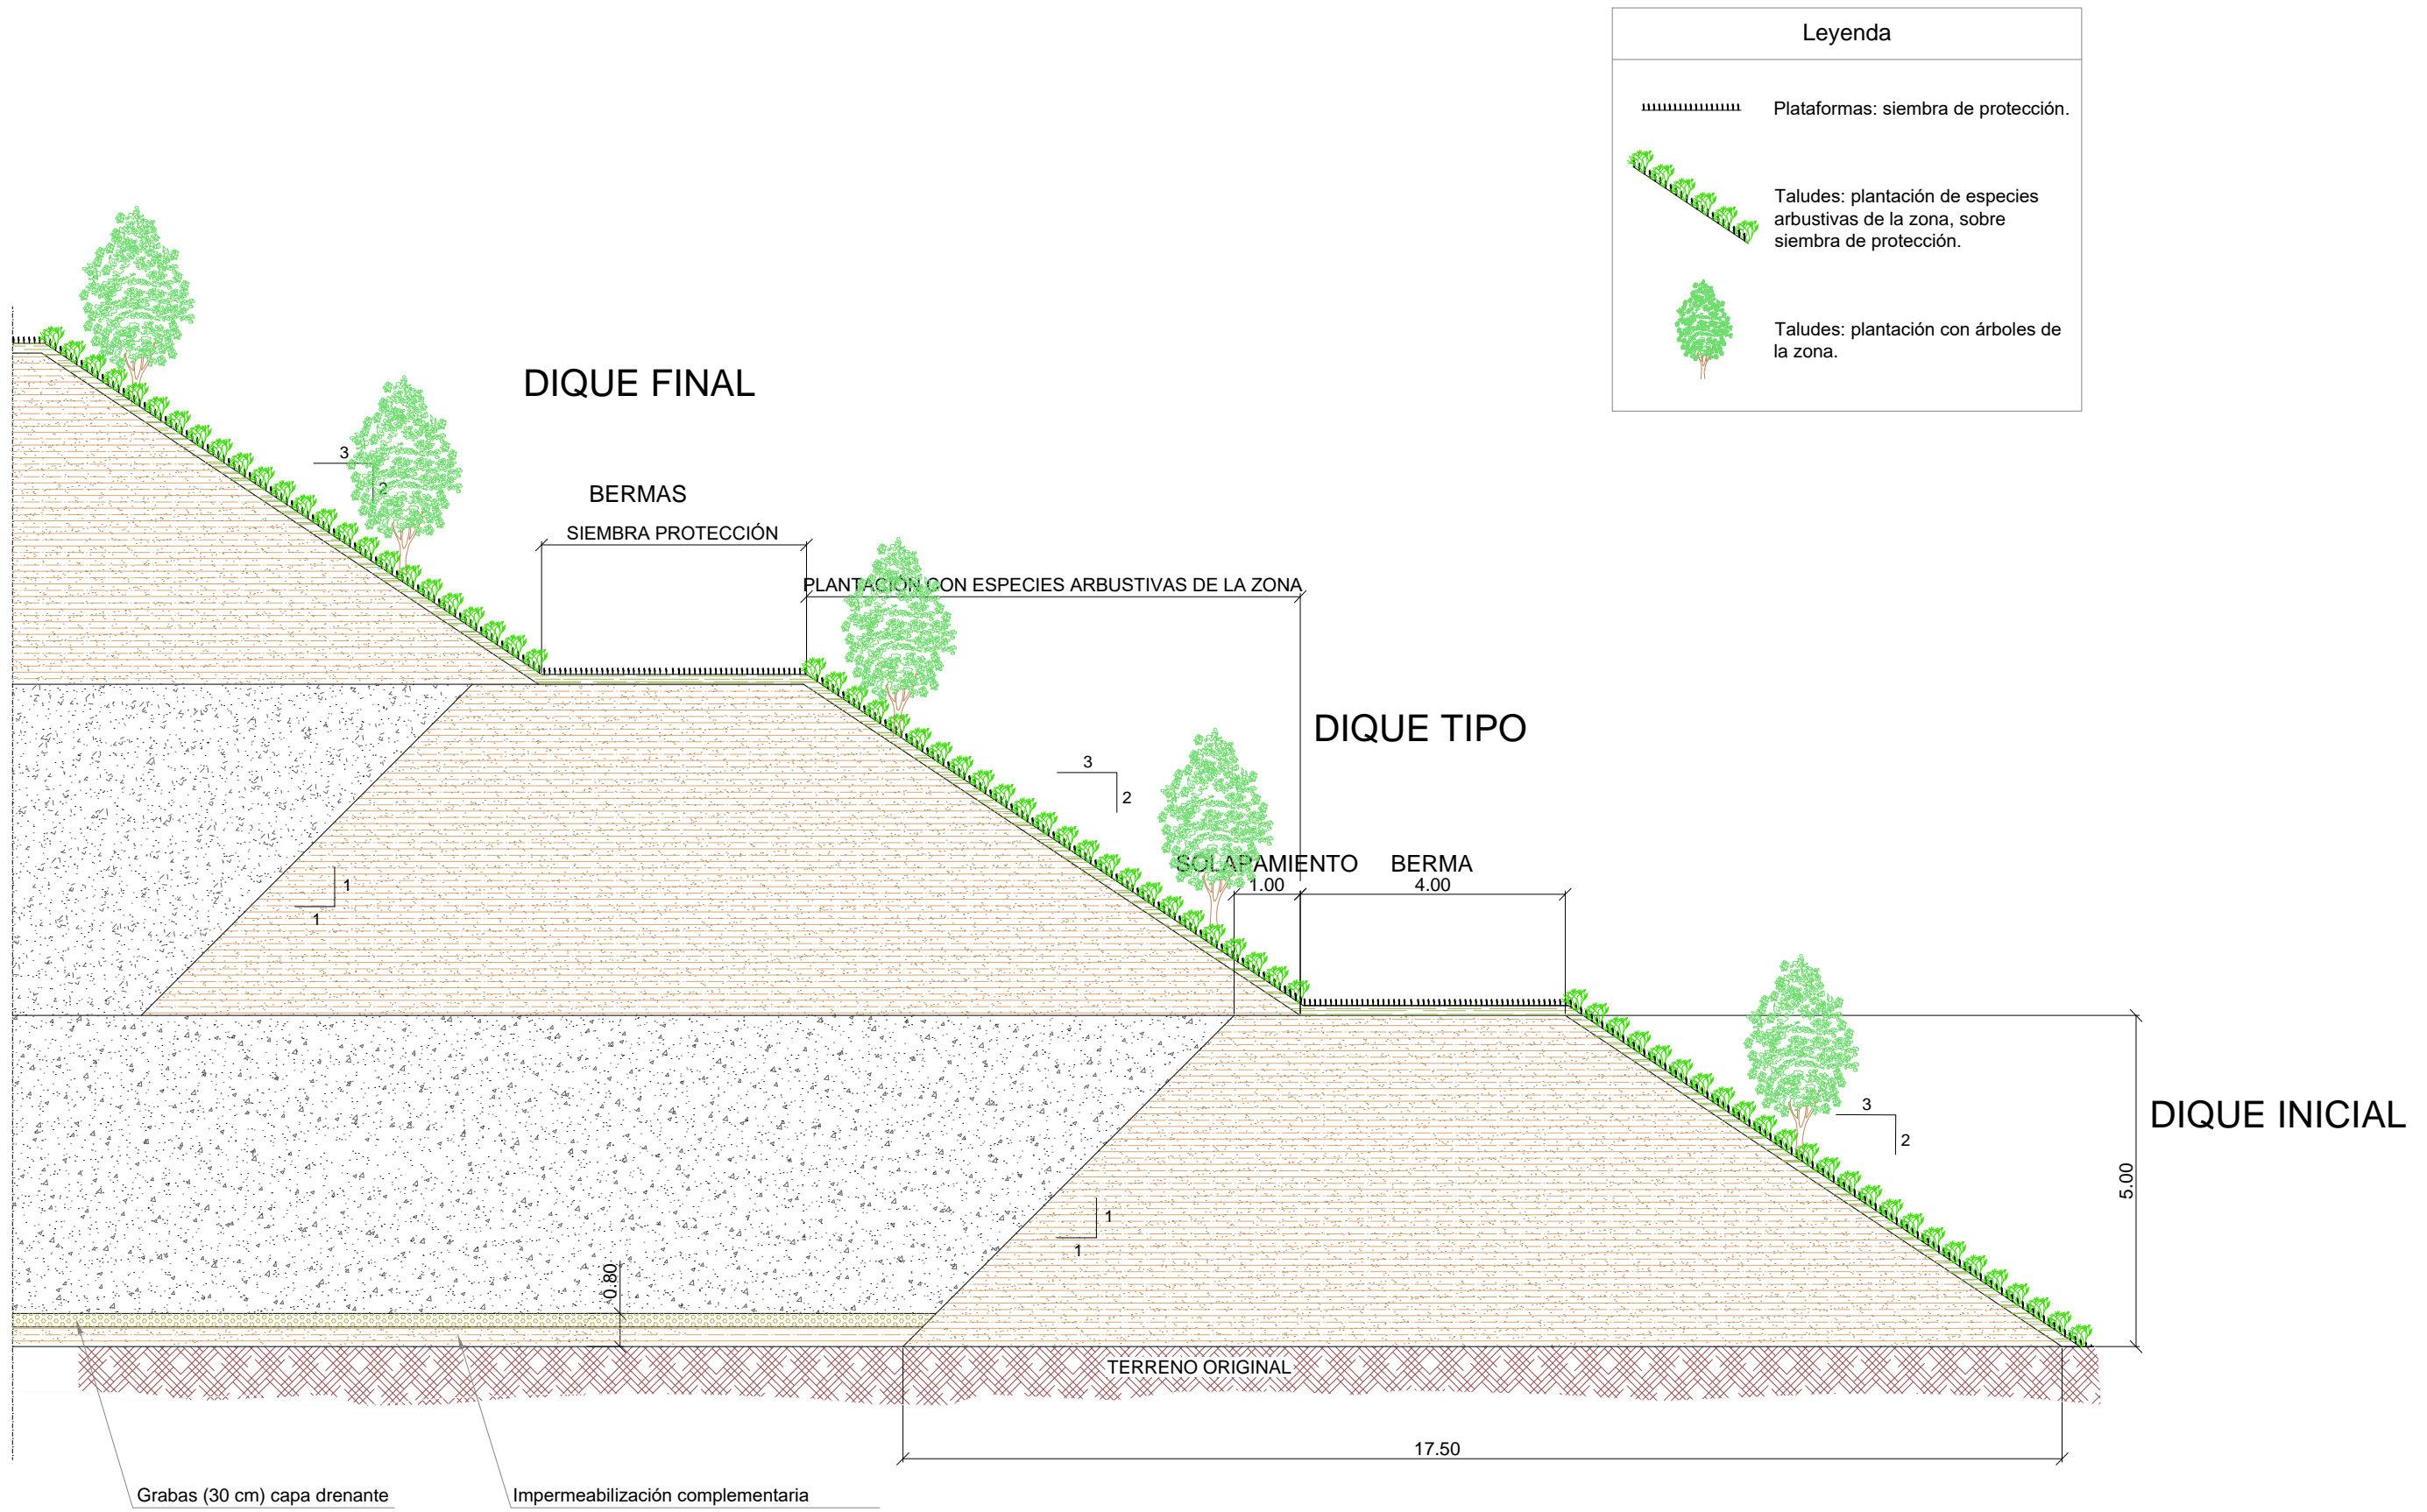 Leyenda
Plataformas: siembra de protección.
Taludes: plantación de especies
arbustivas de la zona, sobre
siembra de protección.
Taludes: plantación con árboles de
la zona.
DIQUE FINAL
3
2
BERMAS
SIEMBRA PROTECCIÓN
PLANTACIÓN CON ESPECIES ARBUSTIVAS DE LA ZONA
DIQUE TIPO
3
2
SOLAPAMIENTO
BERMA
1.00
4.00
1
1
DIQUE INICIAL
3
2
5.00
1
1
0.80
TERRENO ORIGINAL
17.50
Grabas (30 cm) capa drenante
Impermeabilización complementaria